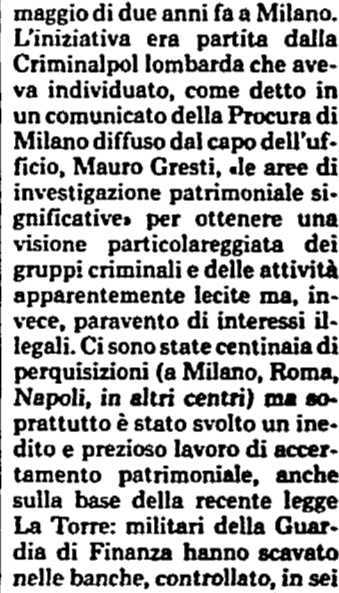 maggio di due anni fa a Milano.
L'iniziativa era partita dalla
Criminalpol lombarda che ave-
va individuato, come detto in
un comunicato della Procura di
Milano diffuso dal capo dell'uf-
ficio, Mauro Gresti, «le aree di
investigazione patrimoniale si-
gnificative» per ottenere una
visione particolareggiata dei
gruppi criminali e delle attività
apparentemente lecite ma, in-
vece, paravento di interessi il-
legali. Ci sono state centinaia di
perquisizioni (a Milano, Roma,
Napoli, in altri centri) ma so-
prattutto è stato svolto un ine-
dito e prezioso lavoro di accer-
tamento patrimoniale, anche
sulla base della recente legge
La Torre: militari della Guar-
dia di Finanza hanno scavato
nelle banche, controllato, in sei